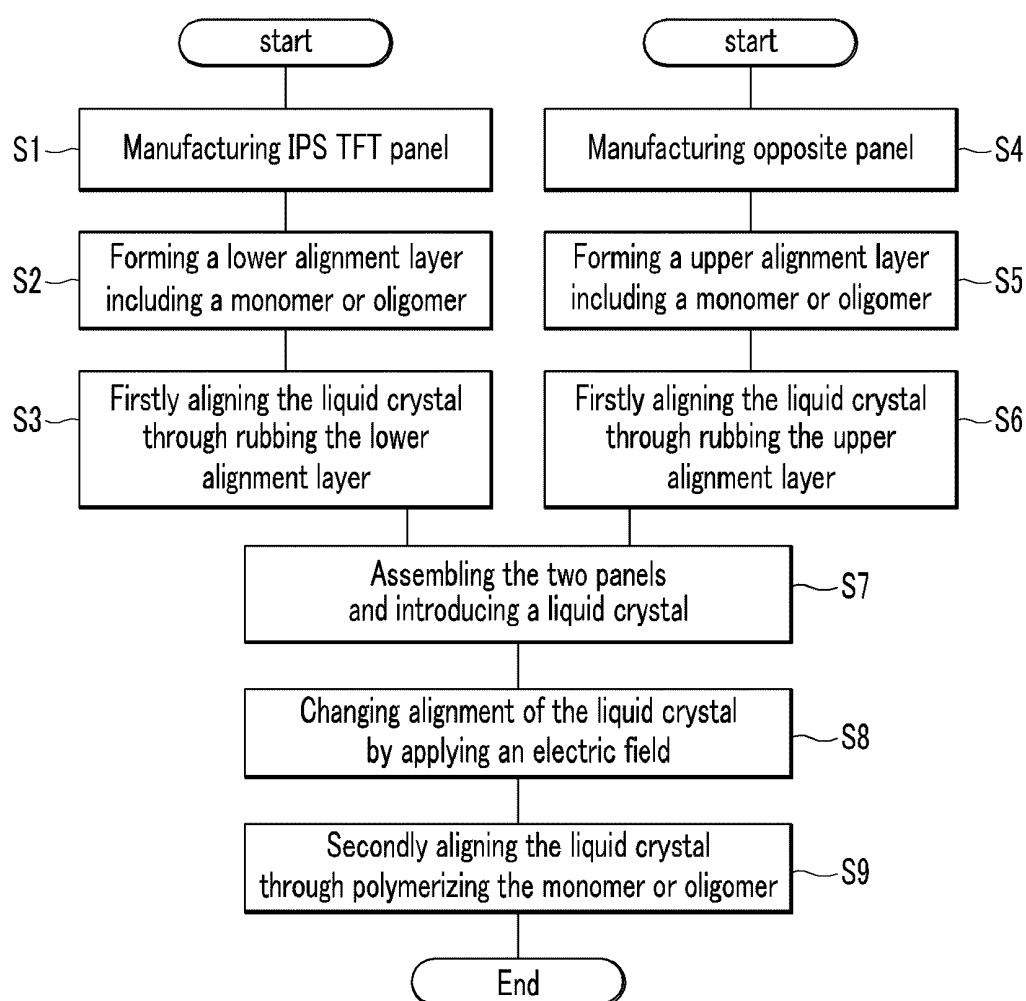 start
S1
Manufacturing IPS TFT panel
S2
Forming a lower alignment layer
including a monomer or oligomer
S3
Firstly aligning the liquid crystal
through rubbing the lower
alignment layer
start
Manufacturing opposite panel
S4
Forming a upper alignment layer
including a monomer or oligomer
S5
Firstly aligning the liquid crystal
through rubbing the upper
alignment layer
S6
Assembling the two panels
and introducing a liquid crystal
S7
Changing alignment of the liquid crystal
by applying an electric field
S8
Secondly aligning the liquid crystal
through polymerizing the monomer or oligomer
S9
End